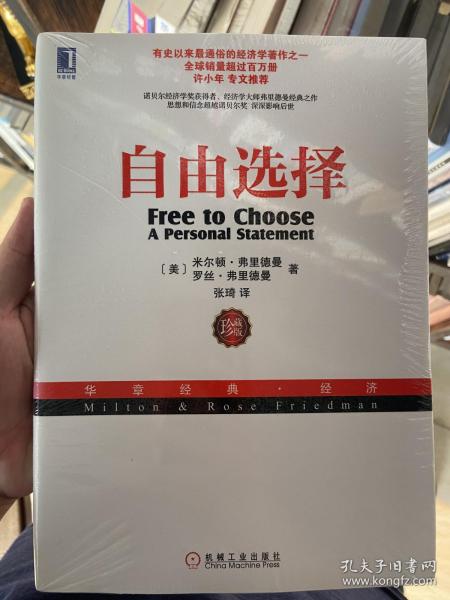 华章经管
有史以来最通俗的经济学著作之一
全球销量超过百万册
许小年 专文推荐
诺贝尔经济学奖获得者、经济学大师弗里德曼经典之作
思想和信念超越诺贝尔奖 深深影响后世
自由选择
Free to Choose
A Personal Statement
〔美〕 米尔顿·弗里德曼 著
罗丝·弗里德曼
张琦 译
珍藏版
华章经典·经济
Milton & Rose Friedman
机械工业出版社
China Machine Press
孔夫子旧书网
www.kongfz.com